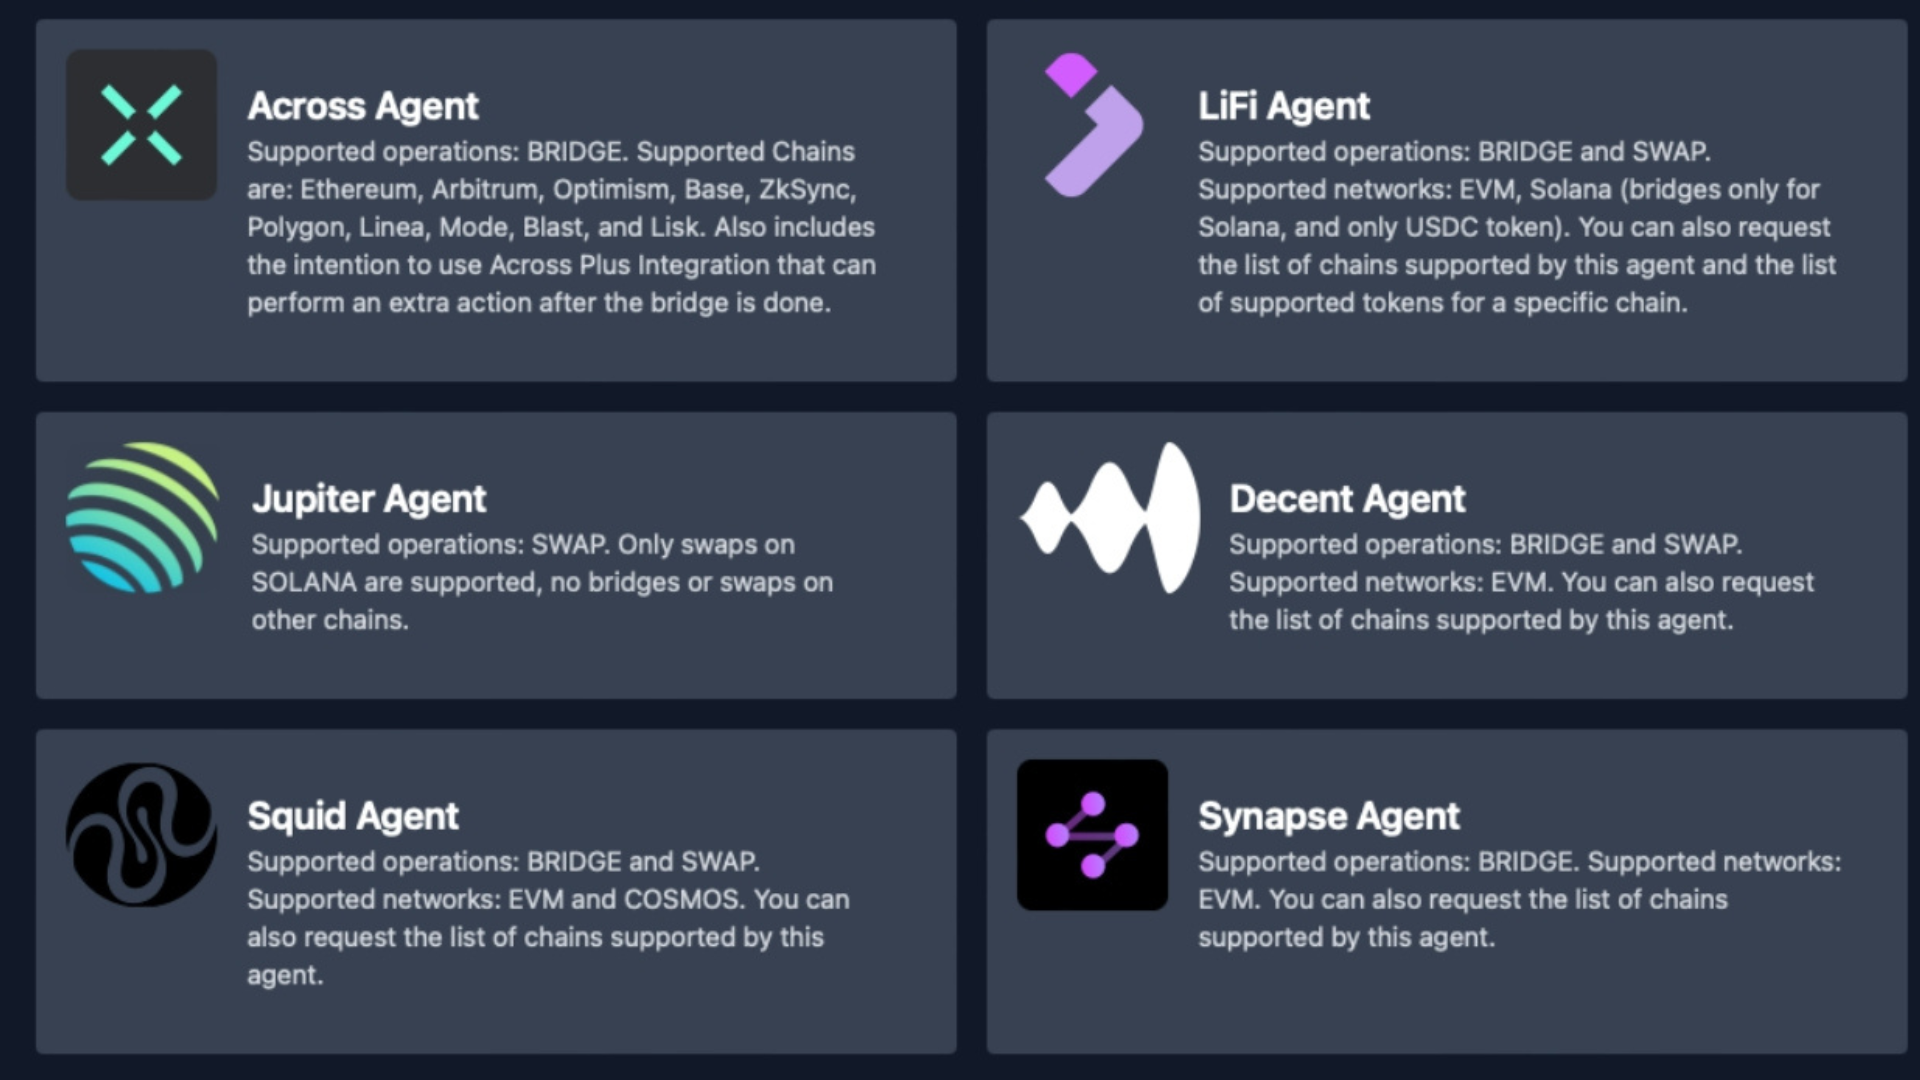 Across Agent
Supported operations: BRIDGE. Supported Chains
are: Ethereum, Arbitrum, Optimism, Base, ZkSync,
Polygon, Linea, Mode, Blast, and Lisk. Also includes
the intention to use Across Plus Integration that can
perform an extra action after the bridge is done.
LiFi Agent
Supported operations: BRIDGE and SWAP.
Supported networks: EVM, Solana (bridges only for
Solana, and only USDC token). You can also request
the list of chains supported by this agent and the list
of supported tokens for a specific chain.
Jupiter Agent
Supported operations: SWAP. Only swaps on
SOLANA are supported, no bridges or swaps on
other chains.
Decent Agent
Supported operations: BRIDGE and SWAP.
Supported networks: EVM. You can also request
the list of chains supported by this agent.
Squid Agent
Supported operations: BRIDGE and SWAP.
Supported networks: EVM and COSMOS. You can
also request the list of chains supported by this
agent.
Synapse Agent
Supported operations: BRIDGE. Supported networks:
EVM. You can also request the list of chains
supported by this agent.